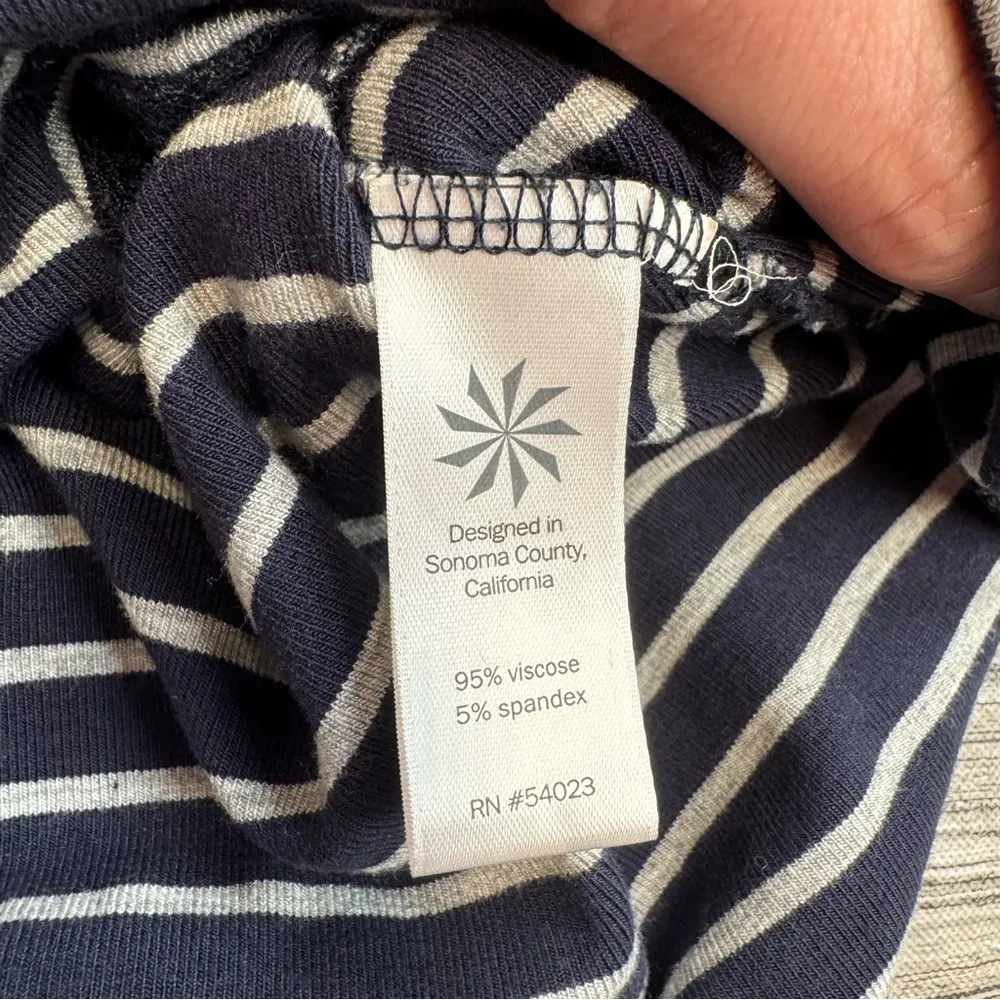 Designed in
Sonoma County,
California
95% viscose
5% spandex
RN #54023